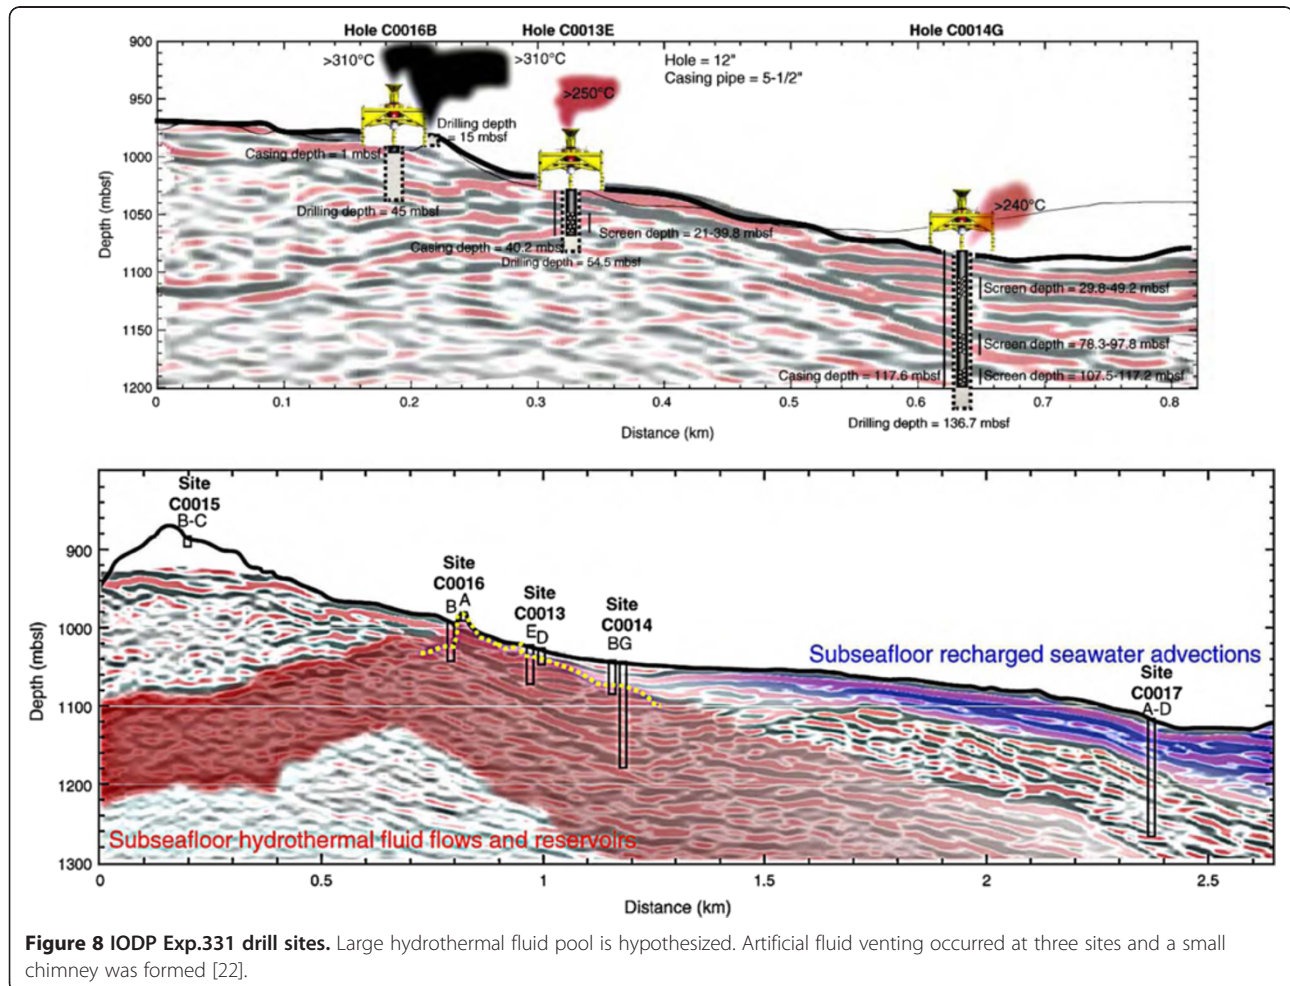 Hole C0016B
Hole C0013E
Hole C0014G
>310°C
>310°C
Hole = 12"
Casing pipe = 5-1/2"
>250°C
>240°C
Drilling depth
= 15 mbsf
Casing depth = 1 mbsf
Drilling depth = 45 mbsf
Screen depth = 21-39.8 mbsf
Casing depth = 40.2 mbsf
Drilling depth = 54.5 mbsf
Screen depth = 29.8-49.2 mbsf
Screen depth = 78.3-97.8 mbsf
Casing depth = 117.6 mbsf
Screen depth = 107.5-117.2 mbsf
Drilling depth = 136.7 mbsf
Depth (mbsf)
900
950
1000
1050
1100
1150
1200
0 0.1 0.2 0.3 0.4 0.5 0.6 0.7 0.8
Distance (km)
Site
C0015
B-C
Site
C0016
B A
Site
C0013
E D
Site
C0014
BG
Subseafloor recharged seawater advections
Site
C0017
A-D
Subseafloor hydrothermal fluid flows and reservoirs
Depth (mbsl)
900
1000
1100
1200
1300
0 0.5 1 1.5 2 2.5
Distance (km)
Figure 8 IODP Exp.331 drill sites. Large hydrothermal fluid pool is hypothesized. Artificial fluid venting occurred at three sites and a small
chimney was formed [22].